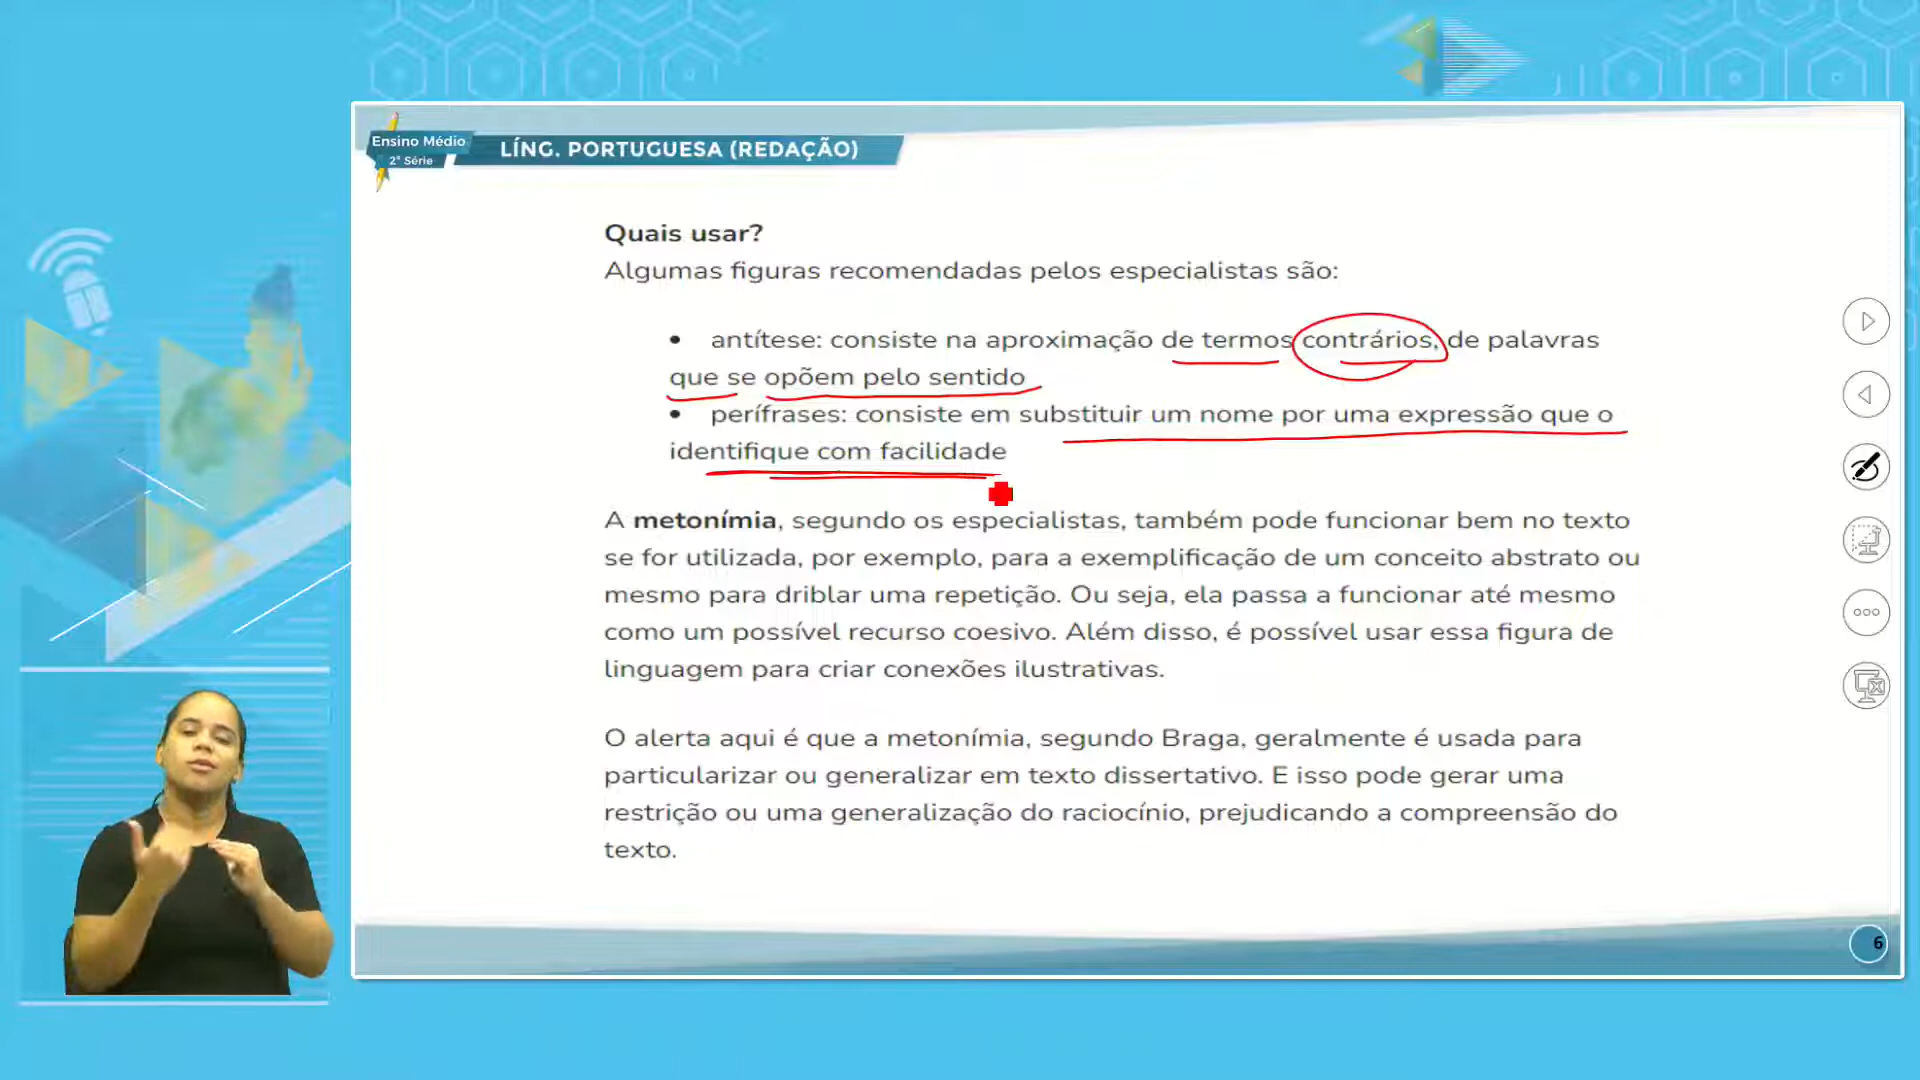 Ensino Médio
2ª Série
LÍNG. PORTUGUESA (REDAÇÃO)
Quais usar?
Algumas figuras recomendadas pelos especialistas são:
• antítese: consiste na aproximação de termos contrários, de palavras
que se opõem pelo sentido
• perífrases: consiste em substituir um nome por uma expressão que o
identifique com facilidade
A metonímia, segundo os especialistas, também pode funcionar bem no texto
se for utilizada, por exemplo, para a exemplificação de um conceito abstrato ou
mesmo para driblar uma repetição. Ou seja, ela passa a funcionar até mesmo
como um possível recurso coesivo. Além disso, é possível usar essa figura de
linguagem para criar conexões ilustrativas.
O alerta aqui é que a metonímia, segundo Braga, geralmente é usada para
particularizar ou generalizar em texto dissertativo. E isso pode gerar uma
restrição ou uma generalização do raciocínio, prejudicando a compreensão do
texto.
6